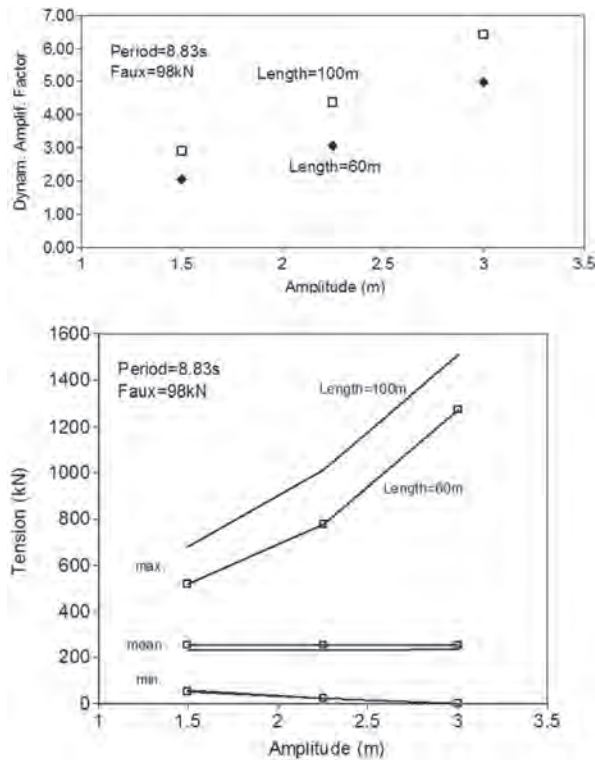 7.00
6.00
5.00
4.00
3.00
2.00
1.00
0.00
Dynam. Amplif. Factor
Period=8.83s
Faux=98kN
Length=100m
Length=60m
1 1.5 2 2.5 3 3.5
Amplitude (m)
1600
1400
1200
1000
800
600
400
200
0
Tension (kN)
Period=8.83s
Faux=98kN
Length=100m
Length=60m
max
mean
min
1 1.5 2 2.5 3 3.5
Amplitude (m)